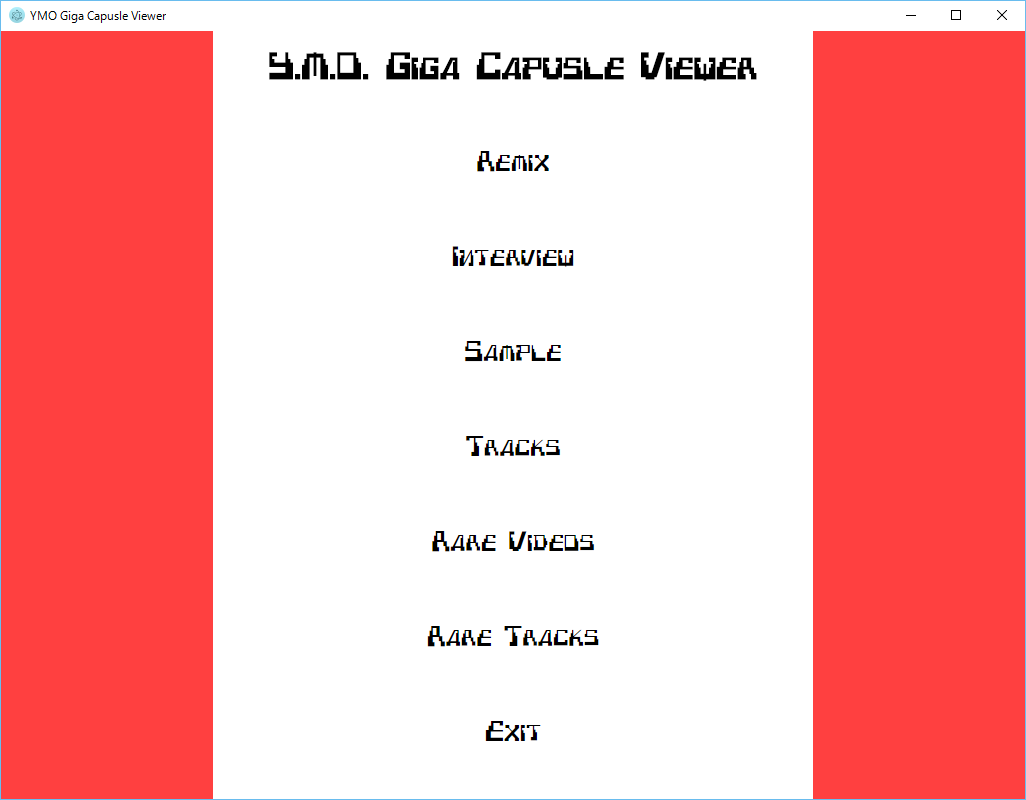 YMO Giga Capusle Viewer
Y.M.O. Giga Capusle Viewer
Remix
Interview
Sample
Tracks
Rare Videos
Rare Tracks
Exit